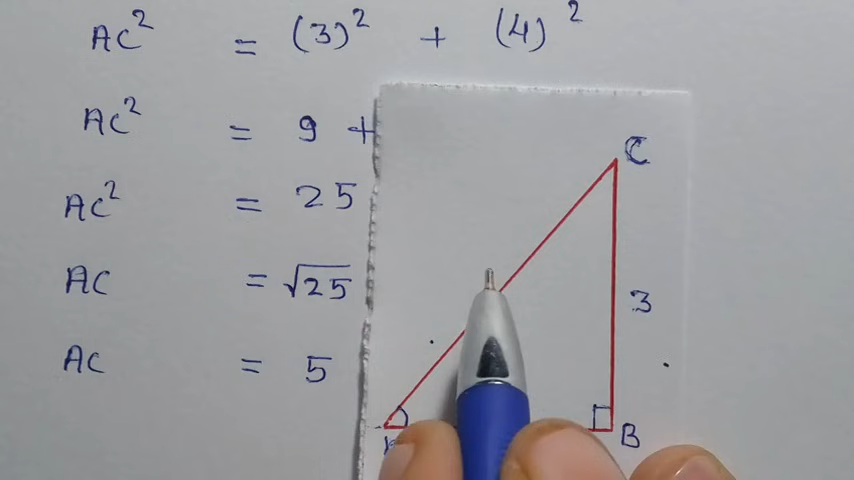 AC² = (3)² + (4)²
AC² = 9 +
AC² = 25
AC = √25
AC = 5
C
3
B